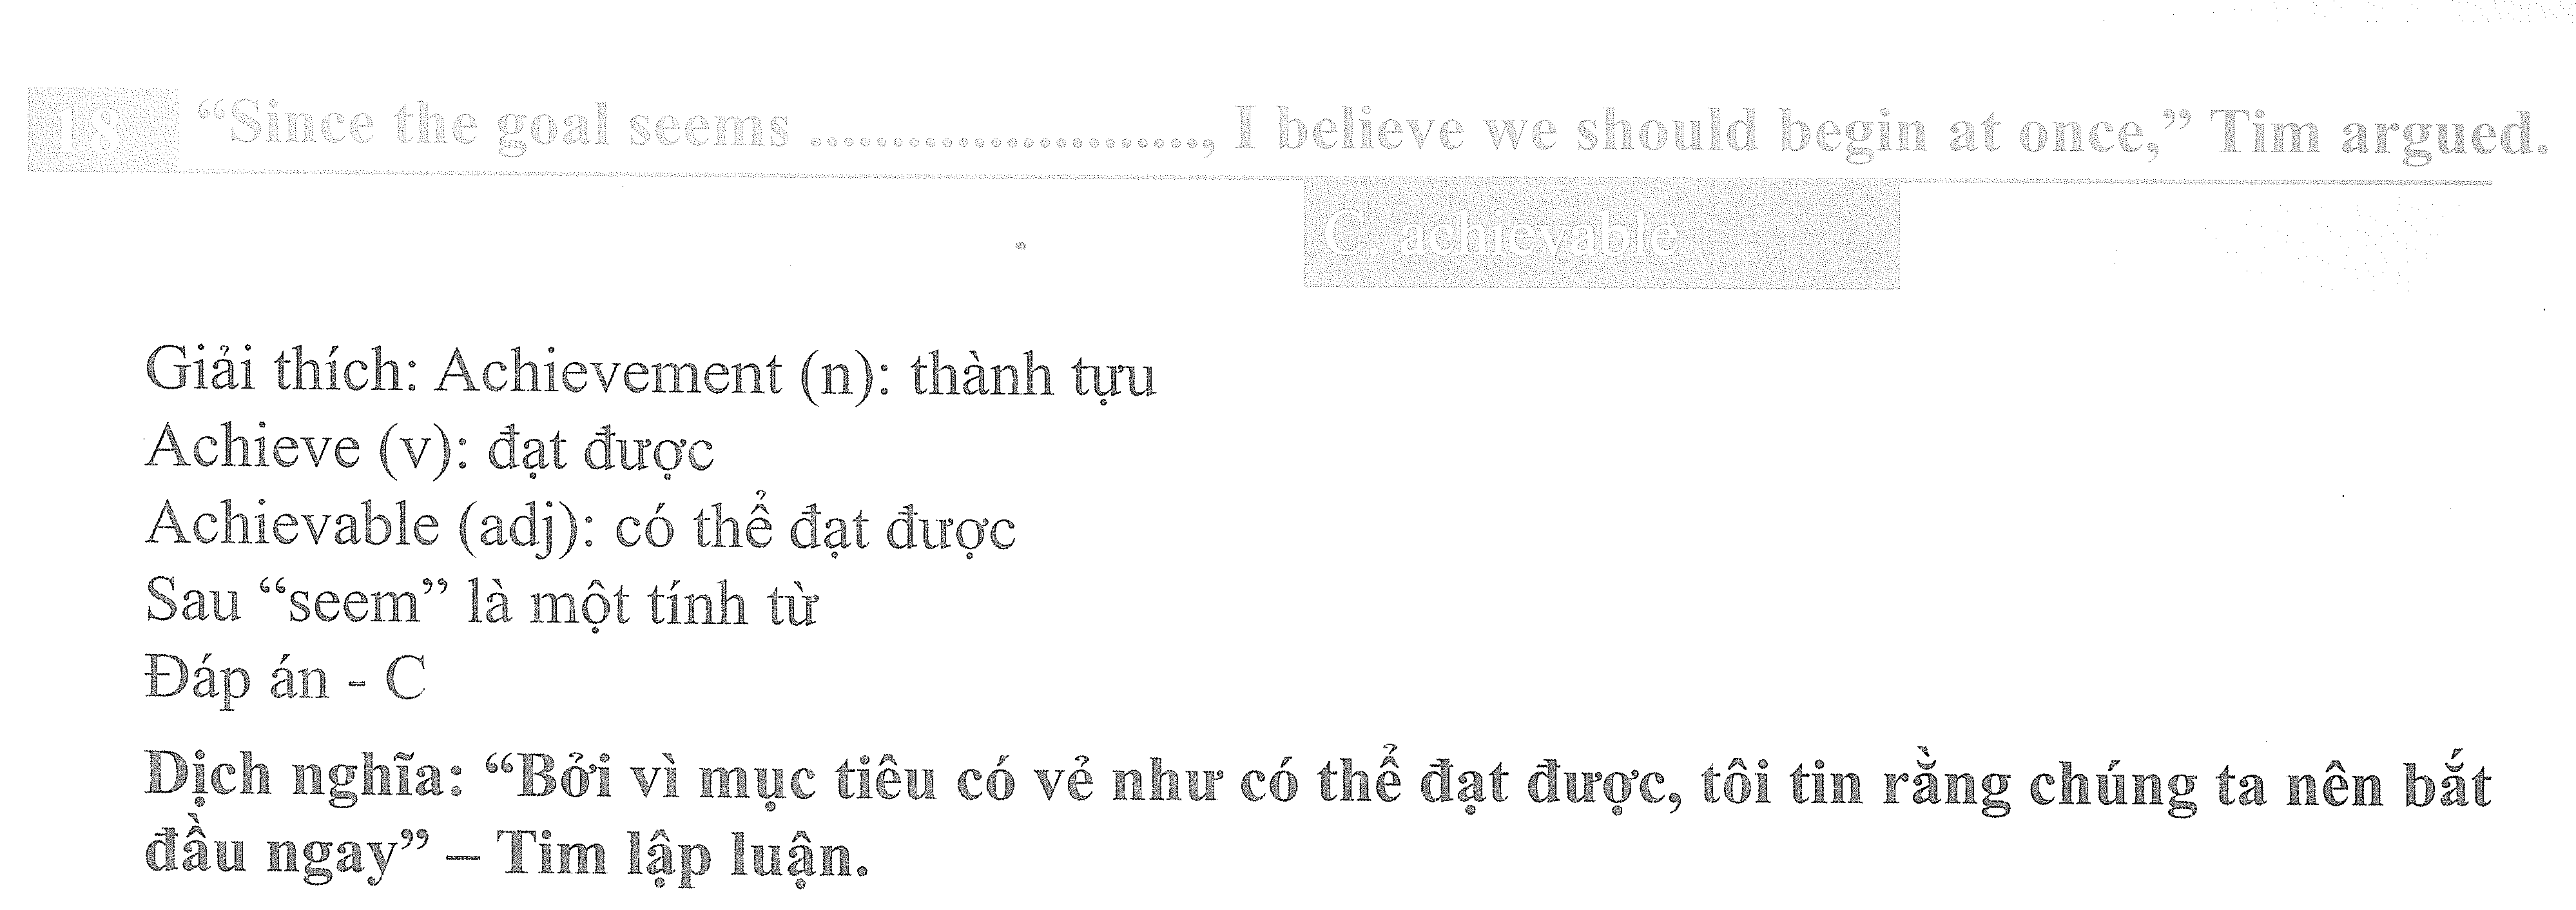 18 “Since the goal seems ........................, I believe we should begin at once,” Tim argued.
C. achievable
Giải thích: Achievement (n): thành tựu
Achieve (v): đạt được
Achievable (adj): có thể đạt được
Sau “seem” là một tính từ
Đáp án - C
Dịch nghĩa: “Bởi vì mục tiêu có vẻ như có thể đạt được, tôi tin rằng chúng ta nên bắt
đầu ngay” – Tim lập luận.